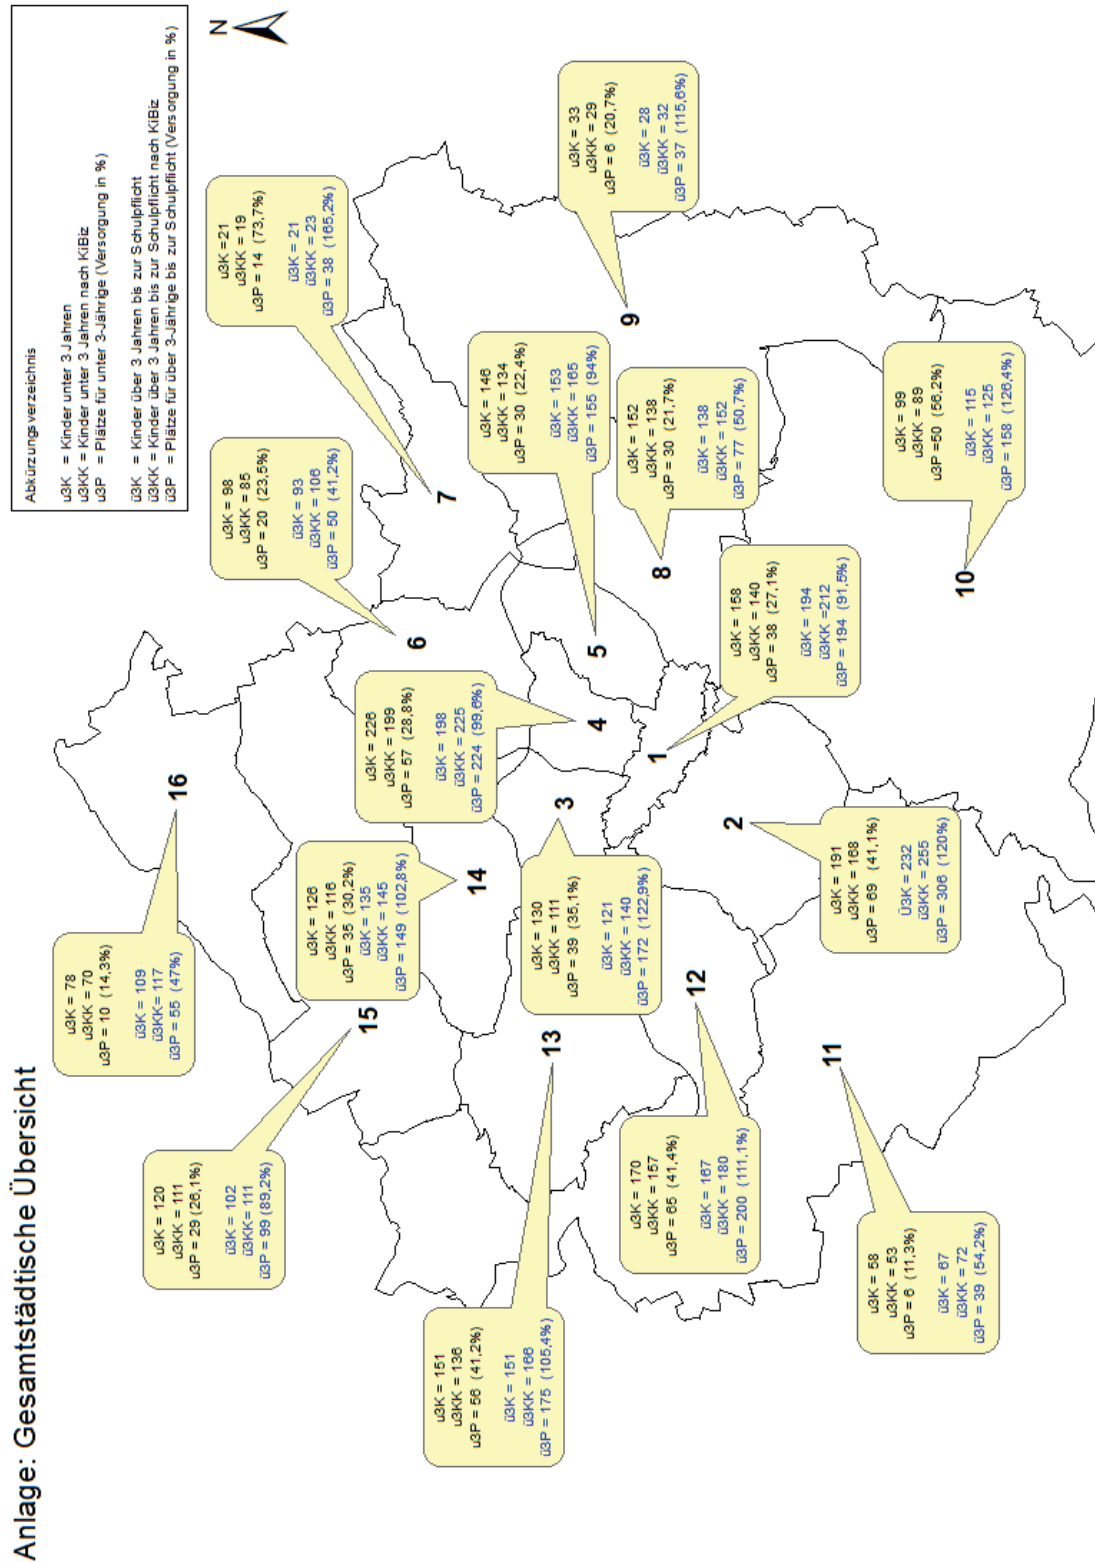 Anlage: Gesamtstädtische Übersicht
Abkürzungsverzeichnis
u3K = Kinder unter 3 Jahren
u3KK = Kinder unter 3 Jahren nach KiBiz
u3P = Plätze für unter 3-Jährige (Versorgung in %)
ü3K = Kinder über 3 Jahren bis zur Schulpflicht
ü3KK = Kinder über 3 Jahren bis zur Schulpflicht nach KiBiz
ü3P = Plätze für über 3-Jährige bis zur Schulpflicht (Versorgung in %)
N
u3K = 78
u3KK = 70
u3P = 10 (14,3%)
ü3K = 109
ü3KK= 117
ü3P = 55 (47%)
16
u3K = 120
u3KK = 111
u3P = 29 (26,1%)
ü3K = 102
ü3KK= 111
ü3P = 99 (89,2%)
15
u3K = 126
u3KK = 116
u3P = 35 (30,2%)
ü3K = 135
ü3KK = 145
ü3P = 149 (102,8%)
14
u3K = 98
u3KK = 85
u3P = 20 (23,5%)
ü3K = 93
ü3KK = 106
ü3P = 50 (41,2%)
6
u3K =21
u3KK = 19
u3P = 14 (73,7%)
ü3K = 21
ü3KK = 23
ü3P = 38 (165,2%)
7
u3K = 226
u3KK = 199
u3P = 57 (28,8%)
ü3K = 198
ü3KK = 225
ü3P = 224 (99,6%)
4
u3K = 146
u3KK = 134
u3P = 30 (22,4%)
ü3K = 153
ü3KK = 165
ü3P = 155 (94%)
5
u3K = 33
u3KK = 29
u3P = 6 (20,7%)
ü3K = 28
ü3KK = 32
ü3P = 37 (115,6%)
9
u3K = 151
u3KK = 136
u3P = 56 (41,2%)
ü3K = 151
ü3KK = 166
ü3P = 175 (105,4%)
13
u3K = 130
u3KK = 111
u3P = 39 (35,1%)
ü3K = 121
ü3KK = 140
ü3P = 172 (122,9%)
3
u3K = 152
u3KK = 138
u3P = 30 (21,7%)
ü3K = 138
ü3KK = 152
ü3P = 77 (50,7%)
8
u3K = 170
u3KK = 157
u3P = 65 (41,4%)
ü3K = 167
ü3KK = 180
ü3P = 200 (111,1%)
12
u3K = 158
u3KK = 140
u3P = 38 (27,1%)
ü3K = 194
ü3KK =212
ü3P = 194 (91,5%)
1
u3K = 191
u3KK = 168
u3P = 69 (41,1%)
Ü3K = 232
ü3KK = 255
ü3P = 306 (120%)
2
u3K = 58
u3KK = 53
u3P = 6 (11,3%)
ü3K = 67
ü3KK = 72
ü3P = 39 (54,2%)
11
u3K = 99
u3KK = 89
u3P =50 (56,2%)
ü3K = 115
ü3KK = 125
ü3P = 158 (126,4%)
10